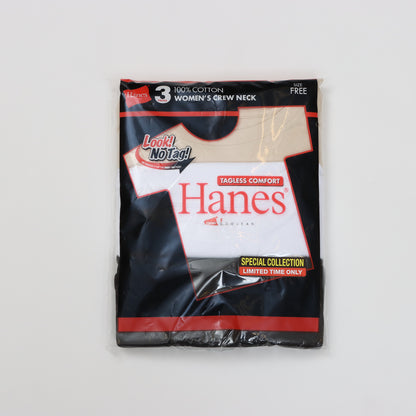 Hanes
3
100% COTTON
WOMEN'S CREW NECK
SIZE
FREE
Look!
NO Tag!
TAGLESS COMFORT
Hanes®
SPECIAL COLLECTION
LIMITED TIME ONLY